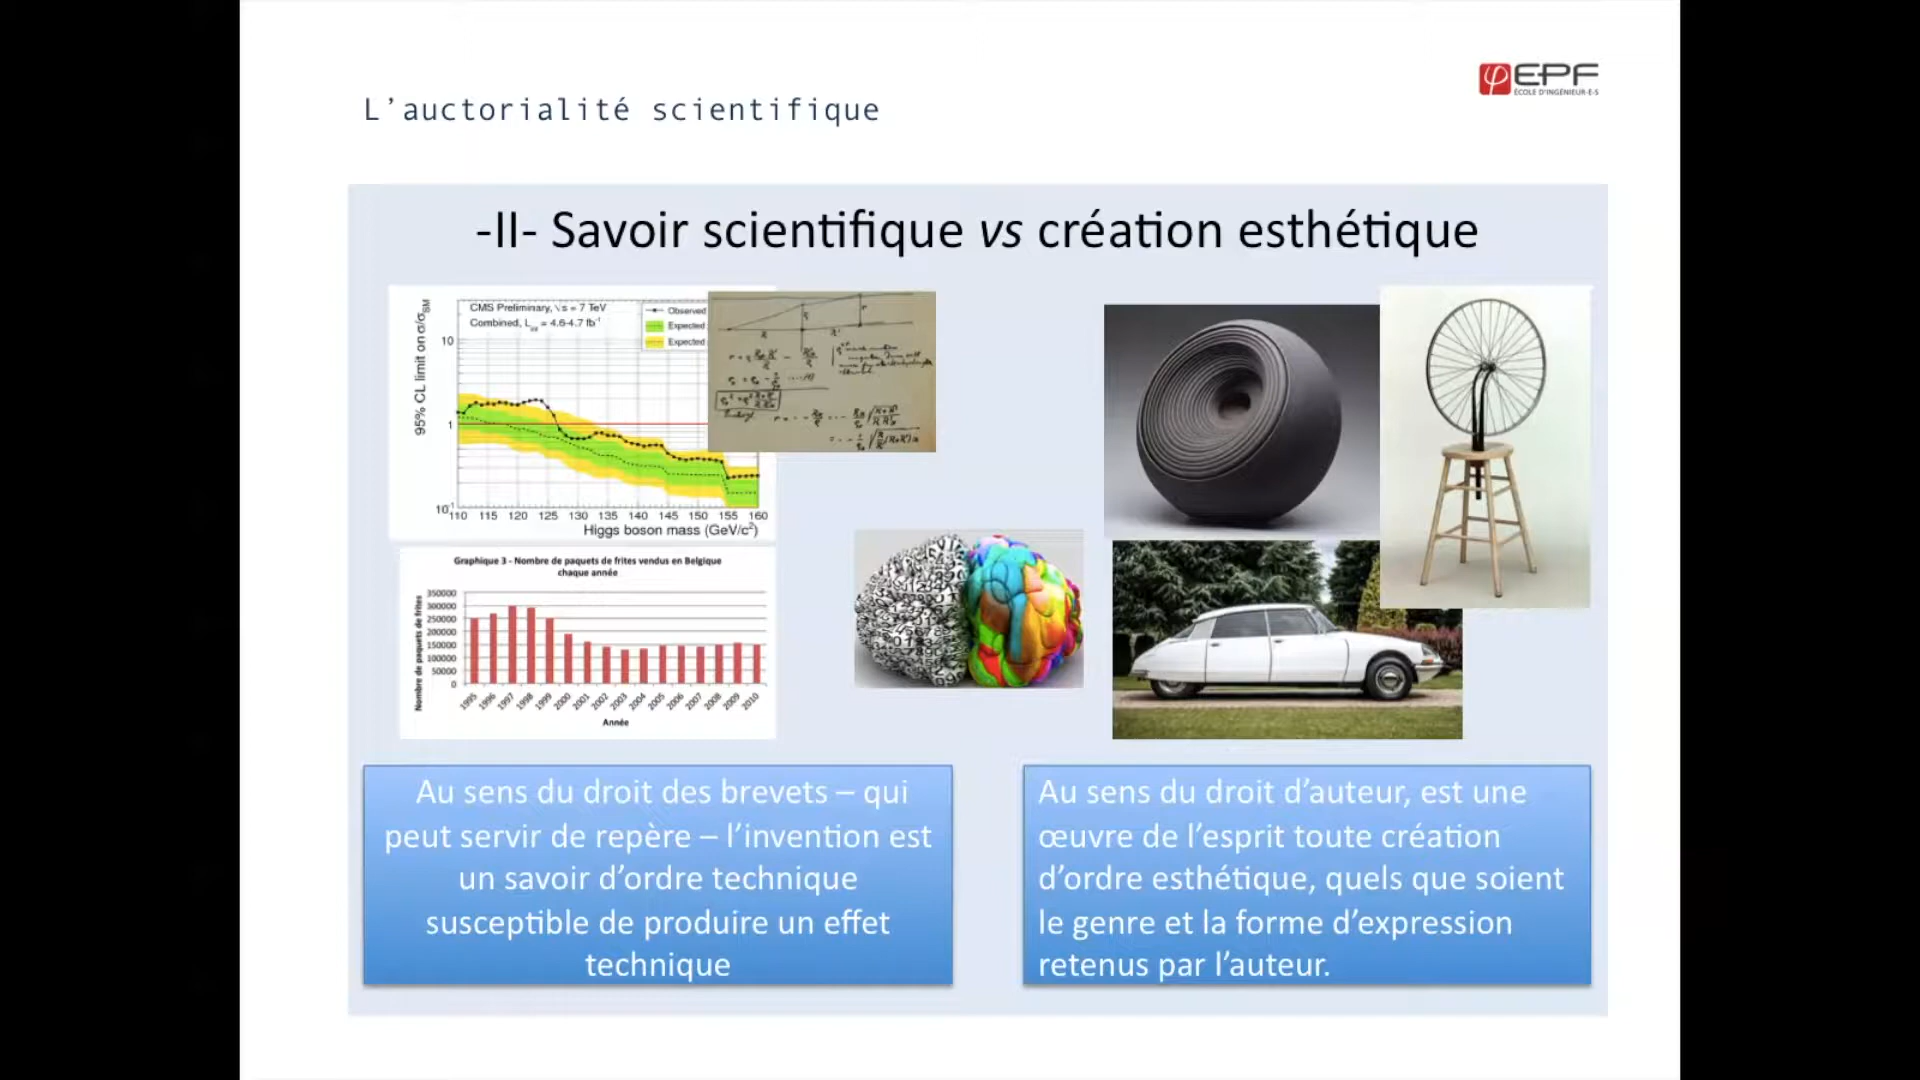 L’auctorialité scientifique
EPF
ÉCOLE D'INGÉNIEUR·E·S
-II- Savoir scientifique vs création esthétique
CMS Preliminary, √s = 7 TeV
Combined, Lint = 4.6-4.7 fb-1
Observed
Expected
Expected
95% CL limit on σ/σSM
10
1
10-1
110 115 120 125 130 135 140 145 150 155 160
Higgs boson mass (GeV/c2)
Graphique 3 - Nombre de paquets de frites vendus en Belgique
chaque année
Nombre de paquets de frites
350000
300000
250000
200000
150000
100000
50000
0
1995 1996 1997 1998 1999 2000 2001 2002 2003 2004 2005 2006 2007 2008 2009 2010
Année
Au sens du droit des brevets – qui
peut servir de repère – l’invention est
un savoir d’ordre technique
susceptible de produire un effet
technique
Au sens du droit d’auteur, est une
œuvre de l’esprit toute création
d’ordre esthétique, quels que soient
le genre et la forme d’expression
retenus par l’auteur.